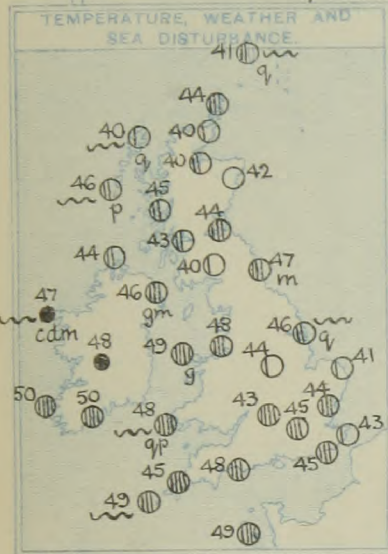 TEMPERATURE, WEATHER AND
SEA DISTURBANCE.
41
q
44
40 40
q
40
42
46 45
p
44
43
44 40 47
m
46
gm
47
cdm
48 46
q
48 49
g
44 41
50 50 48
qp
43 45 44
43
45 48 45
49
49